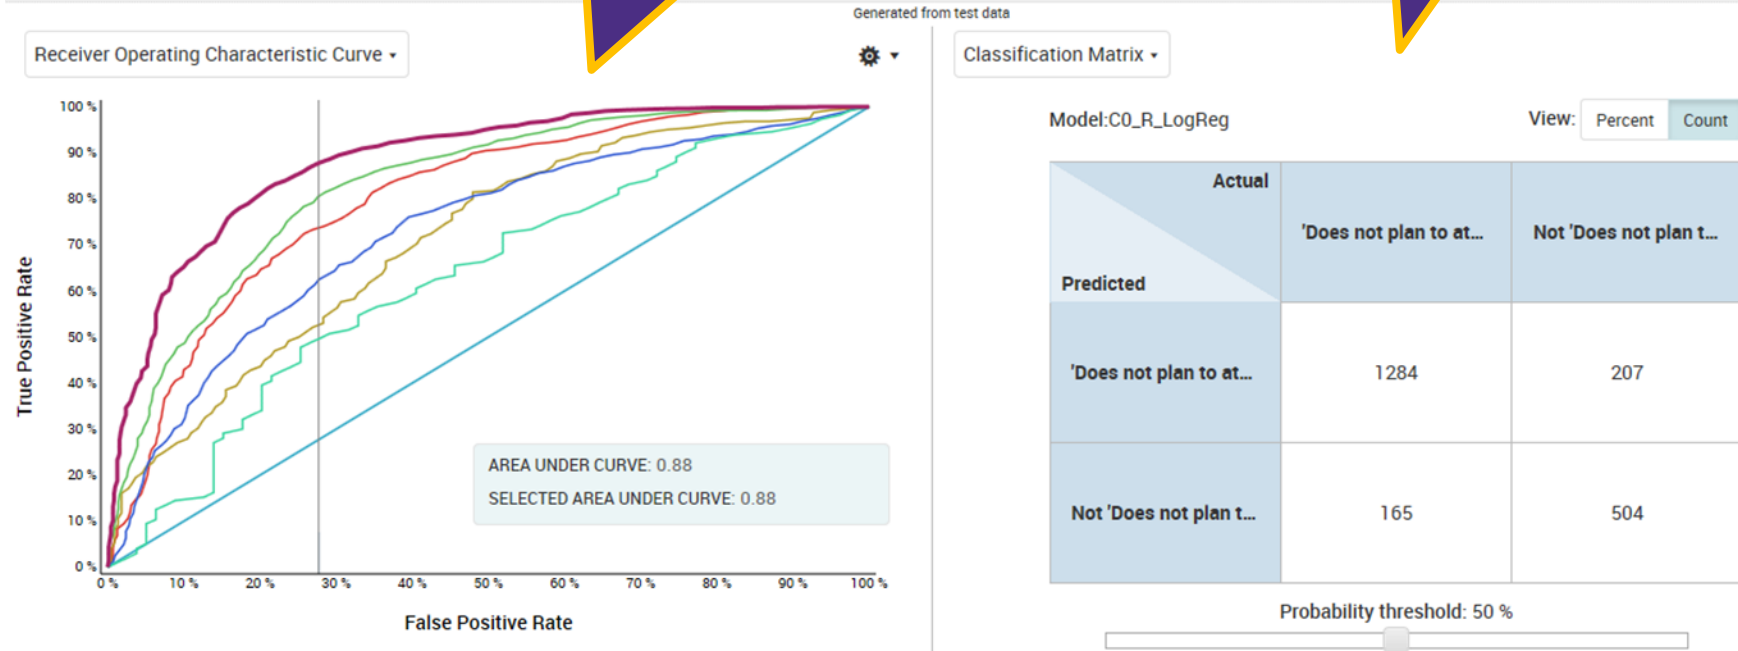 Generated from test data
Receiver Operating Characteristic Curve
Classification Matrix
100 %
90 %
80 %
70 %
60 %
50 %
40 %
30 %
20 %
10 %
0 %
True Positive Rate
0 %
10 %
20 %
30 %
40 %
50 %
60 %
70 %
80 %
90 %
100 %
False Positive Rate
AREA UNDER CURVE: 0.88
SELECTED AREA UNDER CURVE: 0.88
Model:C0_R_LogReg
View: Percent Count
Actual
Predicted
'Does not plan to at... Not 'Does not plan t...
'Does not plan to at... 1284 207
Not 'Does not plan t... 165 504
Probability threshold: 50 %